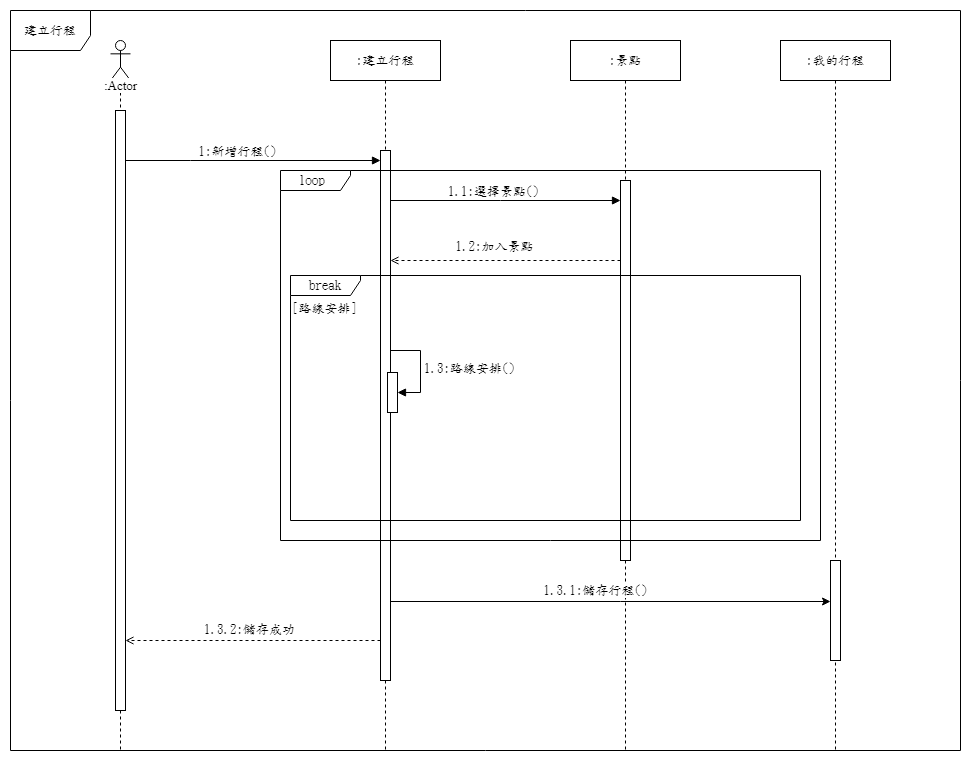 建立行程
:Actor
:建立行程
:景點
:我的行程
1:新增行程()
loop
1.1:選擇景點()
1.2:加入景點
break
[路線安排]
1.3:路線安排()
1.3.1:儲存行程()
1.3.2:儲存成功